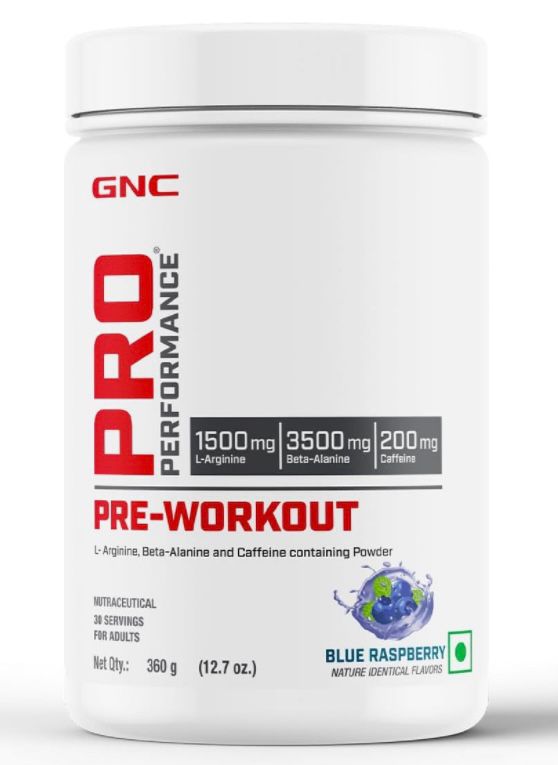 GNC
PRO
PERFORMANCE®
1500 mg
L-Arginine
3500 mg
Beta-Alanine
200 mg
Caffeine
PRE-WORKOUT
L- Arginine, Beta-Alanine and Caffeine containing Powder
NUTRACEUTICAL
30 SERVINGS
FOR ADULTS
Net Qty.: 360 g (12.7 oz.)
BLUE RASPBERRY
NATURE IDENTICAL FLAVORS